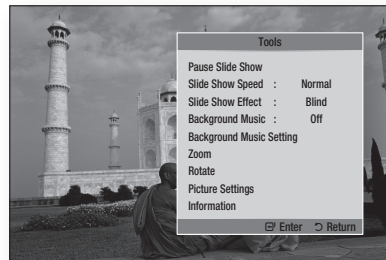 Tools
Pause Slide Show
Slide Show Speed : Normal
Slide Show Effect : Blind
Background Music : Off
Background Music Setting
Zoom
Rotate
Picture Settings
Information
Enter Return